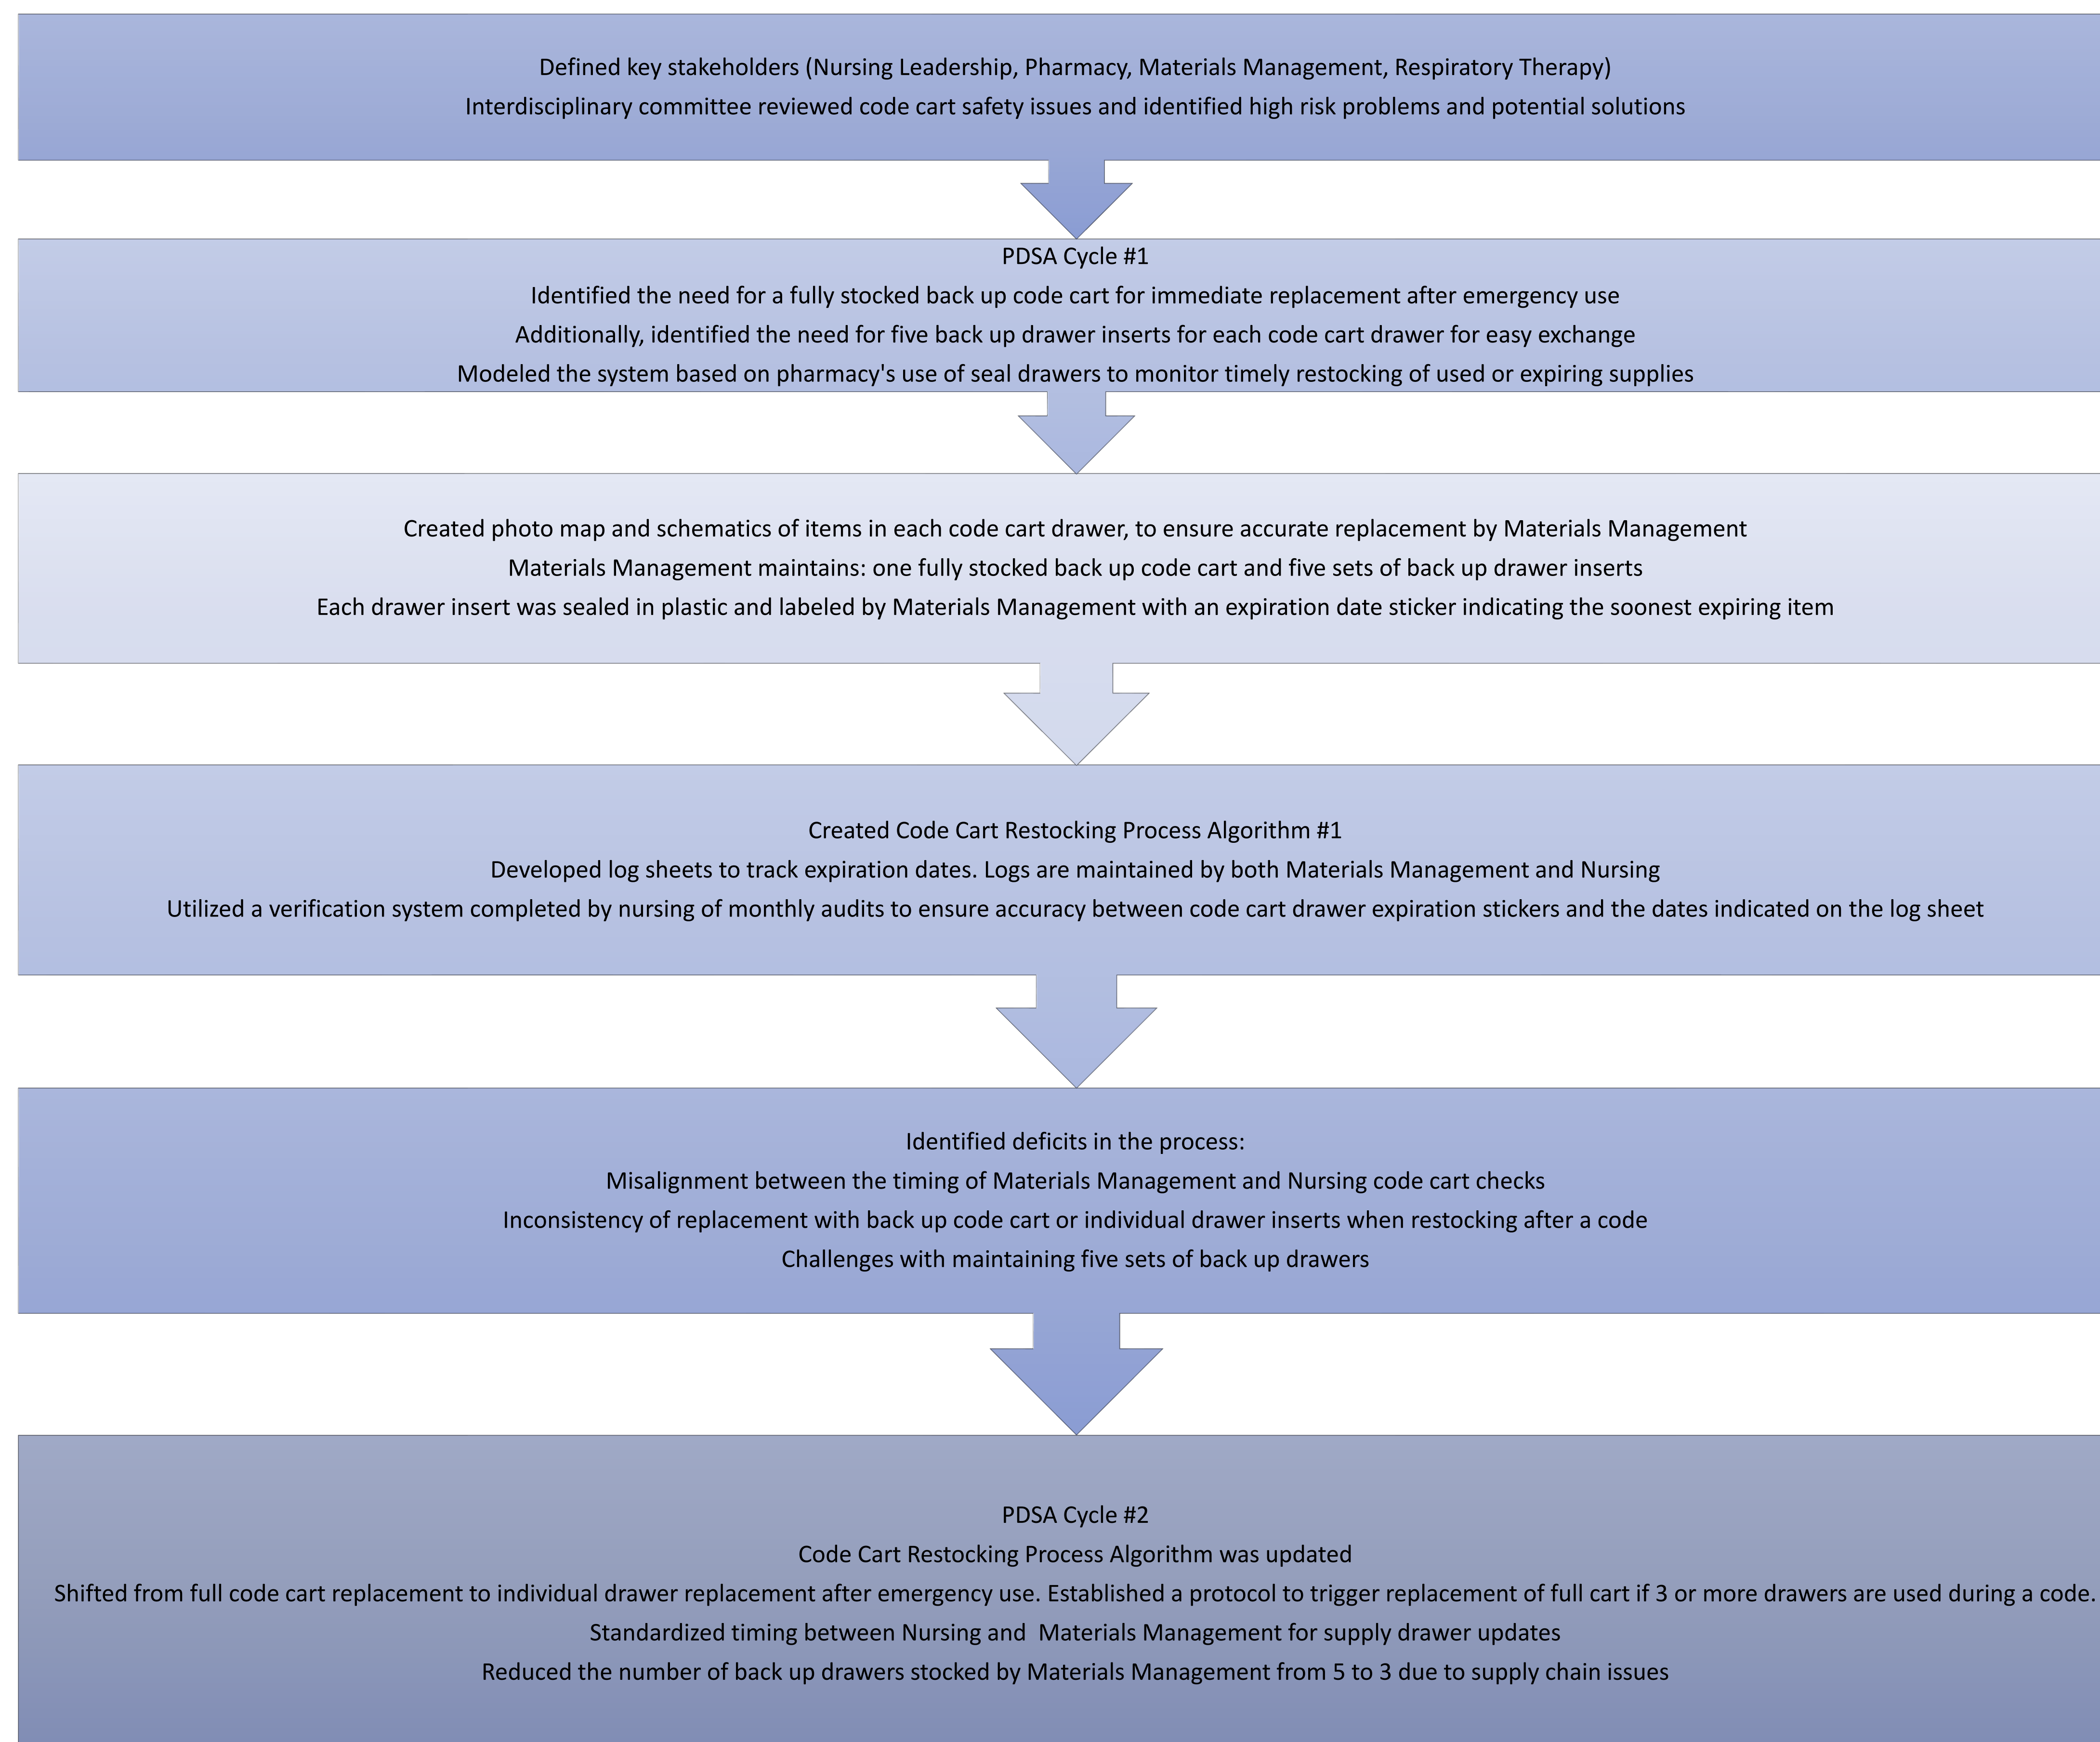 Defined key stakeholders (Nursing Leadership, Pharmacy, Materials Management, Respiratory Therapy)
Interdisciplinary committee reviewed code cart safety issues and identified high risk problems and potential solutions
PDSA Cycle #1
Identified the need for a fully stocked back up code cart for immediate replacement after emergency use
Additionally, identified the need for five back up drawer inserts for each code cart drawer for easy exchange
Modeled the system based on pharmacy's use of seal drawers to monitor timely restocking of used or expiring supplies
Created photo map and schematics of items in each code cart drawer, to ensure accurate replacement by Materials Management
Materials Management maintains: one fully stocked back up code cart and five sets of back up drawer inserts
Each drawer insert was sealed in plastic and labeled by Materials Management with an expiration date sticker indicating the soonest expiring item
Created Code Cart Restocking Process Algorithm #1
Developed log sheets to track expiration dates. Logs are maintained by both Materials Management and Nursing
Utilized a verification system completed by nursing of monthly audits to ensure accuracy between code cart drawer expiration stickers and the dates indicated on the log sheet
Identified deficits in the process:
Misalignment between the timing of Materials Management and Nursing code cart checks
Inconsistency of replacement with back up code cart or individual drawer inserts when restocking after a code
Challenges with maintaining five sets of back up drawers
PDSA Cycle #2
Code Cart Restocking Process Algorithm was updated
Shifted from full code cart replacement to individual drawer replacement after emergency use. Established a protocol to trigger replacement of full cart if 3 or more drawers are used during a code.
Standardized timing between Nursing and  Materials Management for supply drawer updates
Reduced the number of back up drawers stocked by Materials Management from 5 to 3 due to supply chain issues